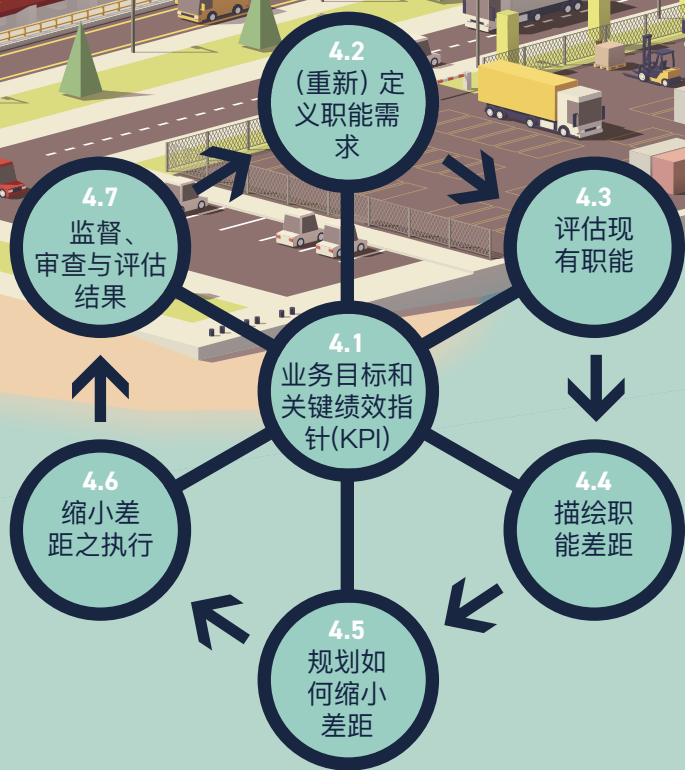 4.2
（重新）定
义职能需
求
4.3
评估现
有职能
4.4
描绘职
能差距
4.5
规划如
何缩小
差距
4.6
缩小差
距之执行
4.7
监督、
审查与评估
结果
4.1
业务目标和
关键绩效指
针(KPI)